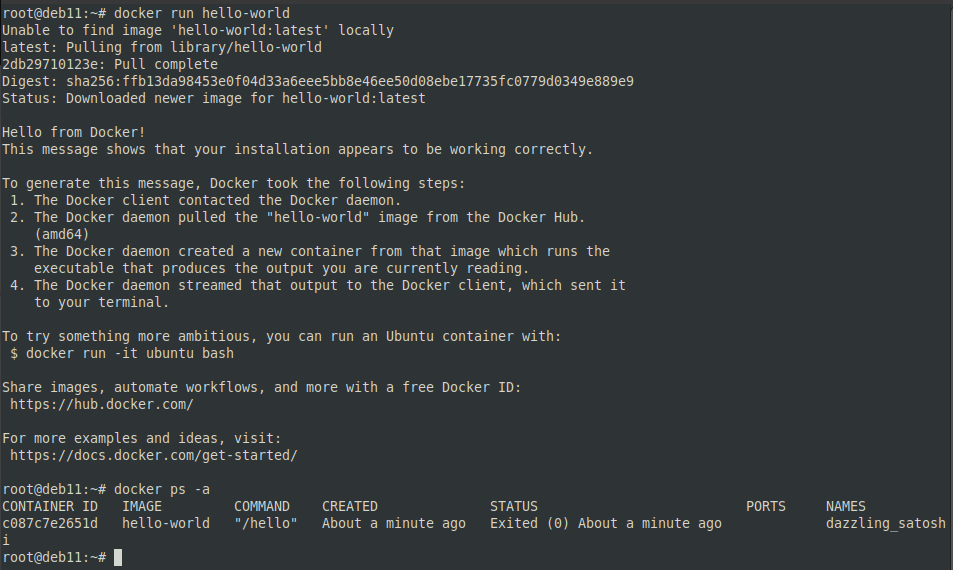 root@deb11:~# docker run hello-world
Unable to find image 'hello-world:latest' locally
latest: Pulling from library/hello-world
2db29710123e: Pull complete
Digest: sha256:ffb13da98453e0f04d33a6eee5bb8e46ee50d08ebe17735fc0779d0349e889e9
Status: Downloaded newer image for hello-world:latest

Hello from Docker!
This message shows that your installation appears to be working correctly.

To generate this message, Docker took the following steps:
 1. The Docker client contacted the Docker daemon.
 2. The Docker daemon pulled the "hello-world" image from the Docker Hub.
    (amd64)
 3. The Docker daemon created a new container from that image which runs the
    executable that produces the output you are currently reading.
 4. The Docker daemon streamed that output to the Docker client, which sent it
    to your terminal.

To try something more ambitious, you can run an Ubuntu container with:
 $ docker run -it ubuntu bash

Share images, automate workflows, and more with a free Docker ID:
 https://hub.docker.com/

For more examples and ideas, visit:
 https://docs.docker.com/get-started/

root@deb11:~# docker ps -a
CONTAINER ID   IMAGE         COMMAND    CREATED              STATUS                          PORTS     NAMES
c087c7e2651d   hello-world   "/hello"   About a minute ago   Exited (0) About a minute ago             dazzling_satosh
i
root@deb11:~#